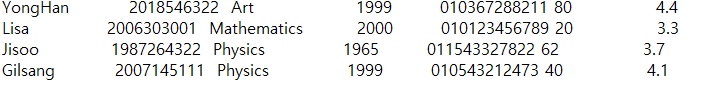 YongHan 2018546322 Art 1999 010367288211 80 4.4
Lisa 2006303001 Mathematics 2000 010123456789 20 3.3
Jisoo 1987264322 Physics 1965 011543327822 62 3.7
Gilsang 2007145111 Physics 1999 010543212473 40 4.1